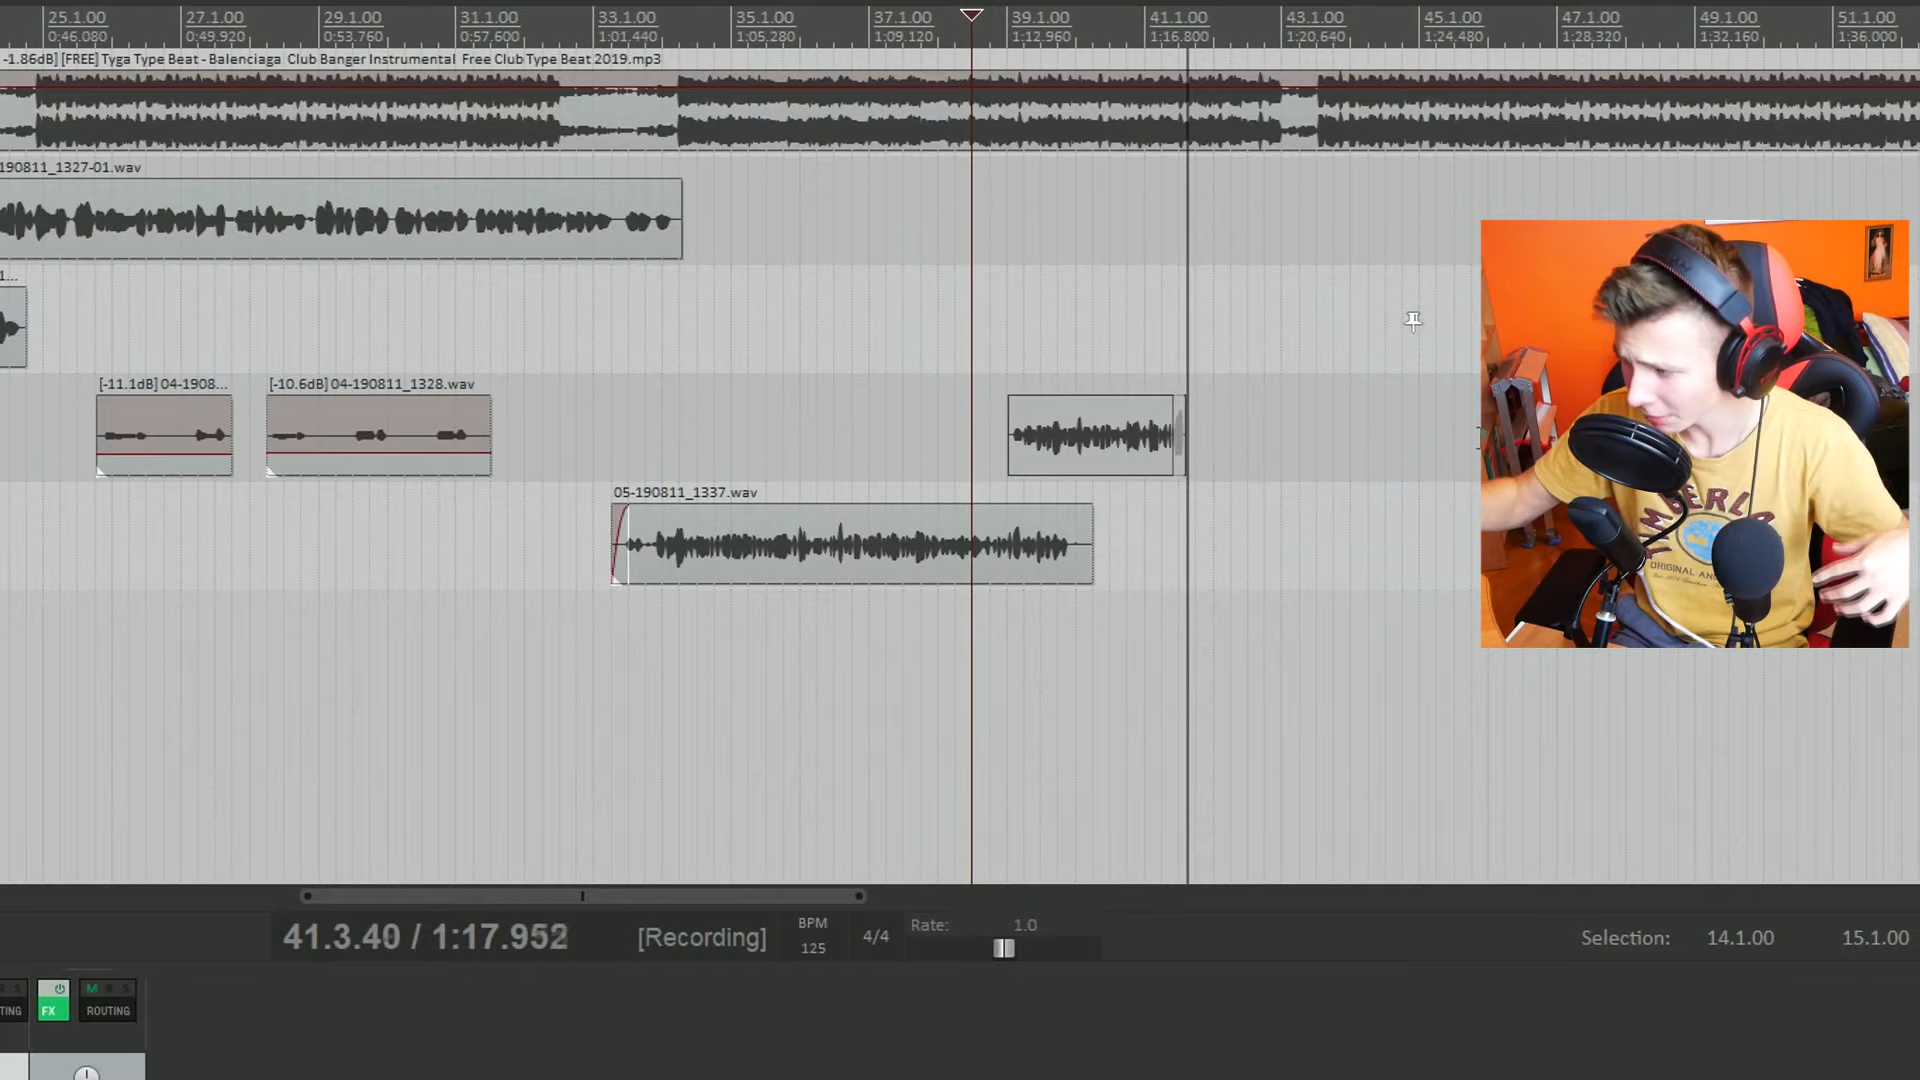 25.1.00 27.1.00 29.1.00 31.1.00 33.1.00 35.1.00 37.1.00 39.1.00 41.1.00 43.1.00 45.1.00 47.1.00 49.1.00 51.1.00
0:46.080 0:49.920 0:53.760 0:57.600 1:01.440 1:05.280 1:09.120 1:12.960 1:16.800 1:20.640 1:24.480 1:28.320 1:32.160 1:36.000
-1.86dB] [FREE] Tyga Type Beat - Balenciaga Club Banger Instrumental Free Club Type Beat 2019.mp3
190811_1327-01.wav
1...
[-11.1dB] 04-1908... [-10.6dB] 04-190811_1328.wav
05-190811_1337.wav
ORIGINAL AN
41.3.40 / 1:17.952 [Recording] BPM 125 4/4 Rate: 1.0 Selection: 14.1.00 15.1.00
R S M R S
TING FX ROUTING